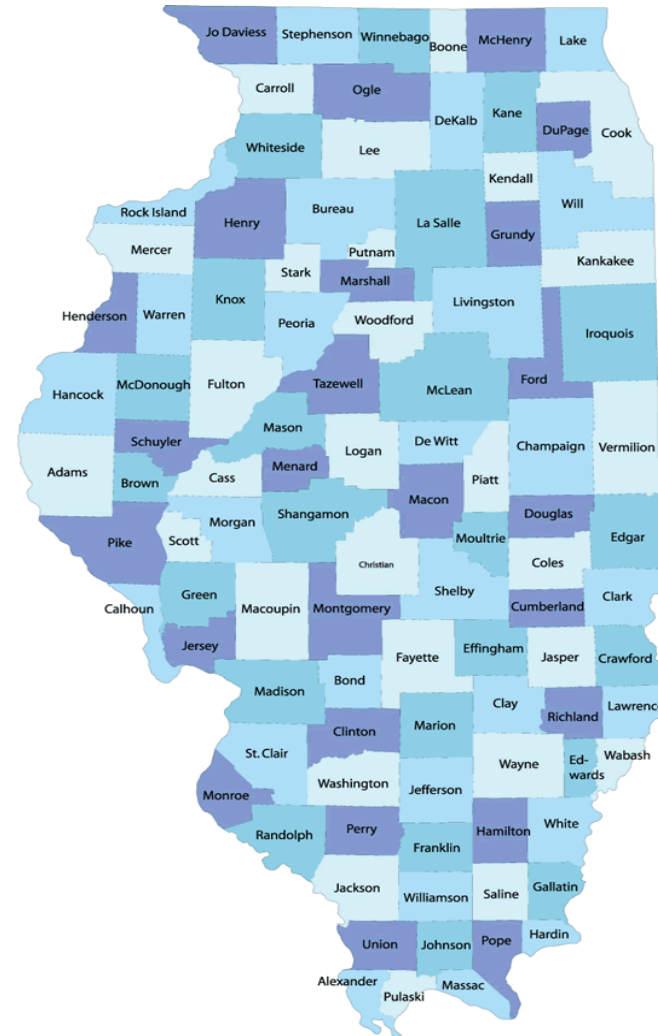 Jo Daviess
Stephenson
Winnebago
Boone
McHenry
Lake
Carroll
Ogle
DeKalb
Kane
DuPage
Cook
Whiteside
Lee
Kendall
Will
Rock Island
Henry
Bureau
La Salle
Grundy
Mercer
Putnam
Kankakee
Stark
Marshall
Henderson
Warren
Knox
Peoria
Woodford
Livingston
Iroquois
Hancock
McDonough
Fulton
Tazewell
McLean
Ford
Schuyler
Mason
Logan
De Witt
Champaign
Vermilion
Adams
Brown
Cass
Menard
Macon
Piatt
Pike
Scott
Morgan
Shangamon
Moultrie
Douglas
Edgar
Christian
Coles
Calhoun
Green
Macoupin
Montgomery
Shelby
Cumberland
Clark
Jersey
Fayette
Effingham
Jasper
Crawford
Madison
Bond
Clay
Richland
Lawrence
St. Clair
Clinton
Marion
Wayne
Ed-
wards
Wabash
Monroe
Washington
Jefferson
Randolph
Perry
Franklin
Hamilton
White
Jackson
Williamson
Saline
Gallatin
Union
Johnson
Pope
Hardin
Alexander
Pulaski
Massac